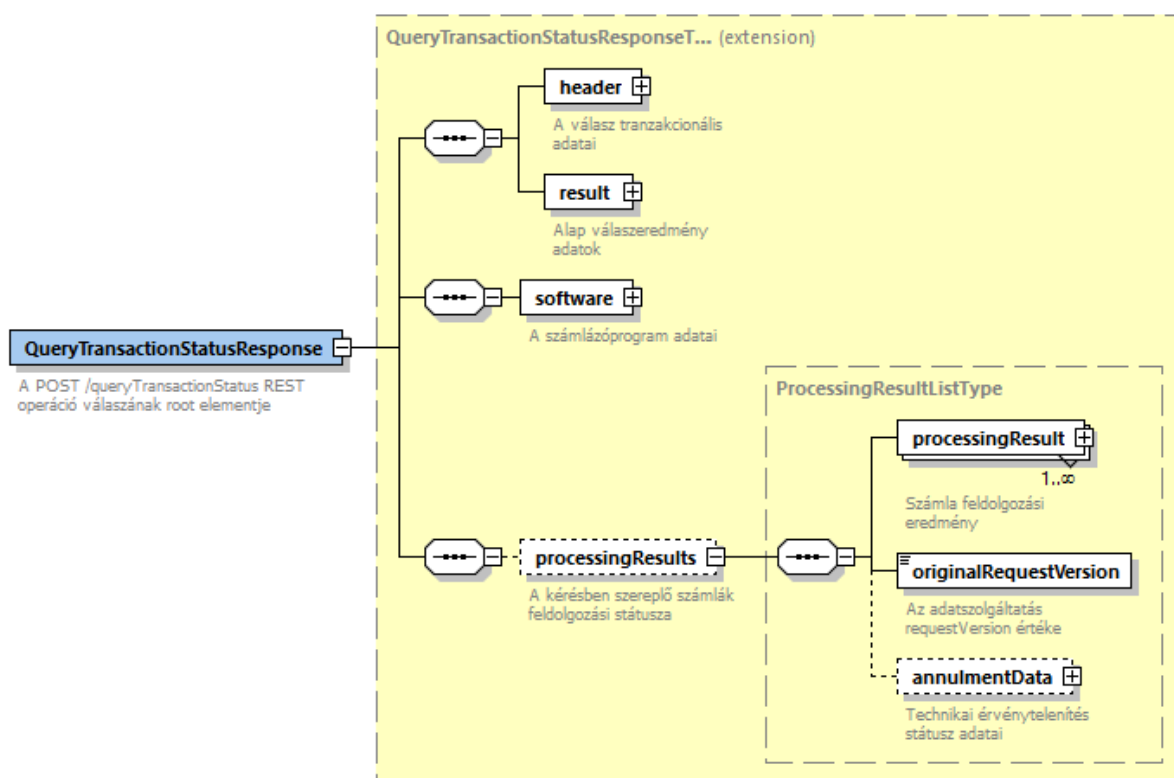 QueryTransactionStatusResponseT... (extension)
header
A válasz tranzakcionális
adatai
result
Alap válaszeredmény
adatok
software
A számlázóprogram adatai
QueryTransactionStatusResponse
A POST /queryTransactionStatus REST
operáció válaszának root elementje
ProcessingResultListType
processingResult
1..∞
Számla feldolgozási
eredmény
processingResults
A kérésben szereplő számlák
feldolgozási státusza
originalRequestVersion
Az adatszolgáltatás
requestVersion értéke
annulmentData
Technikai érvénytelenítés
státusz adatai